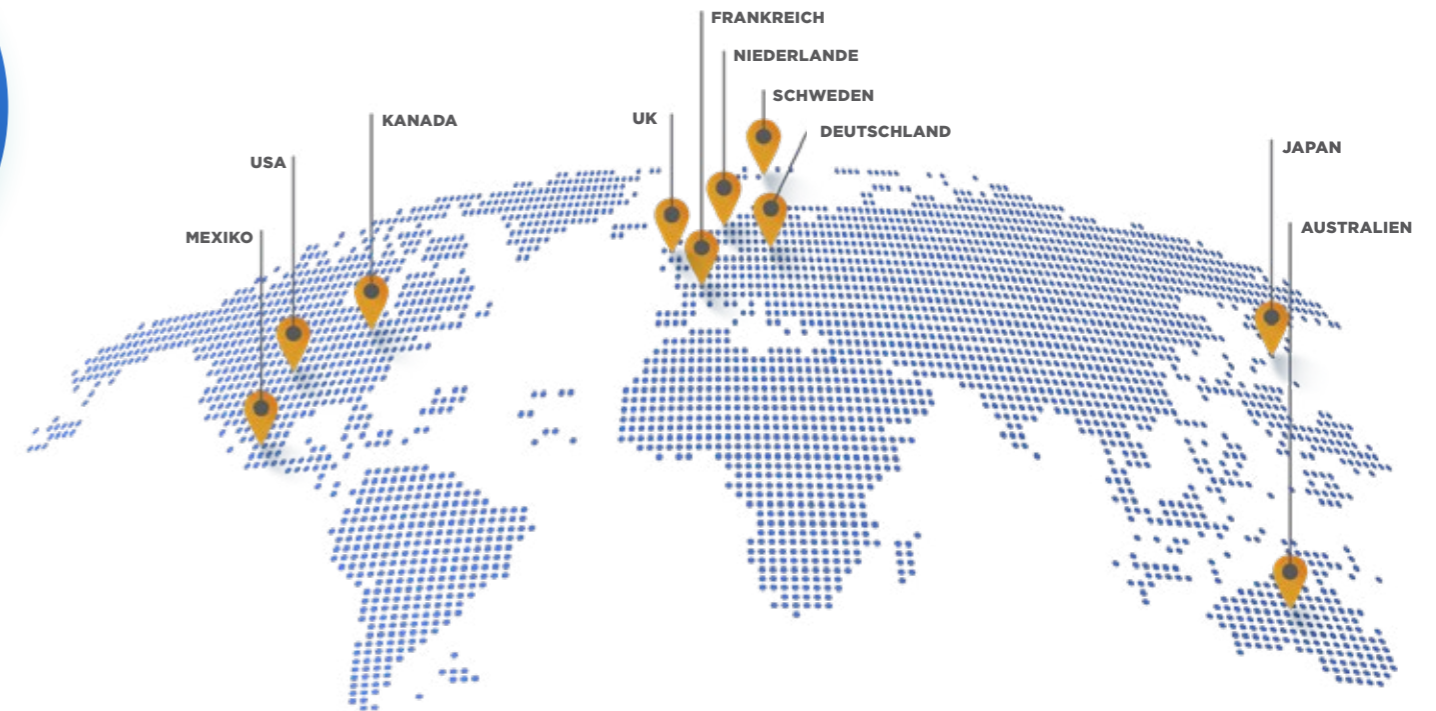 FRANKREICH
NIEDERLANDE
SCHWEDEN
KANADA
UK
DEUTSCHLAND
USA
JAPAN
MEXIKO
AUSTRALIEN